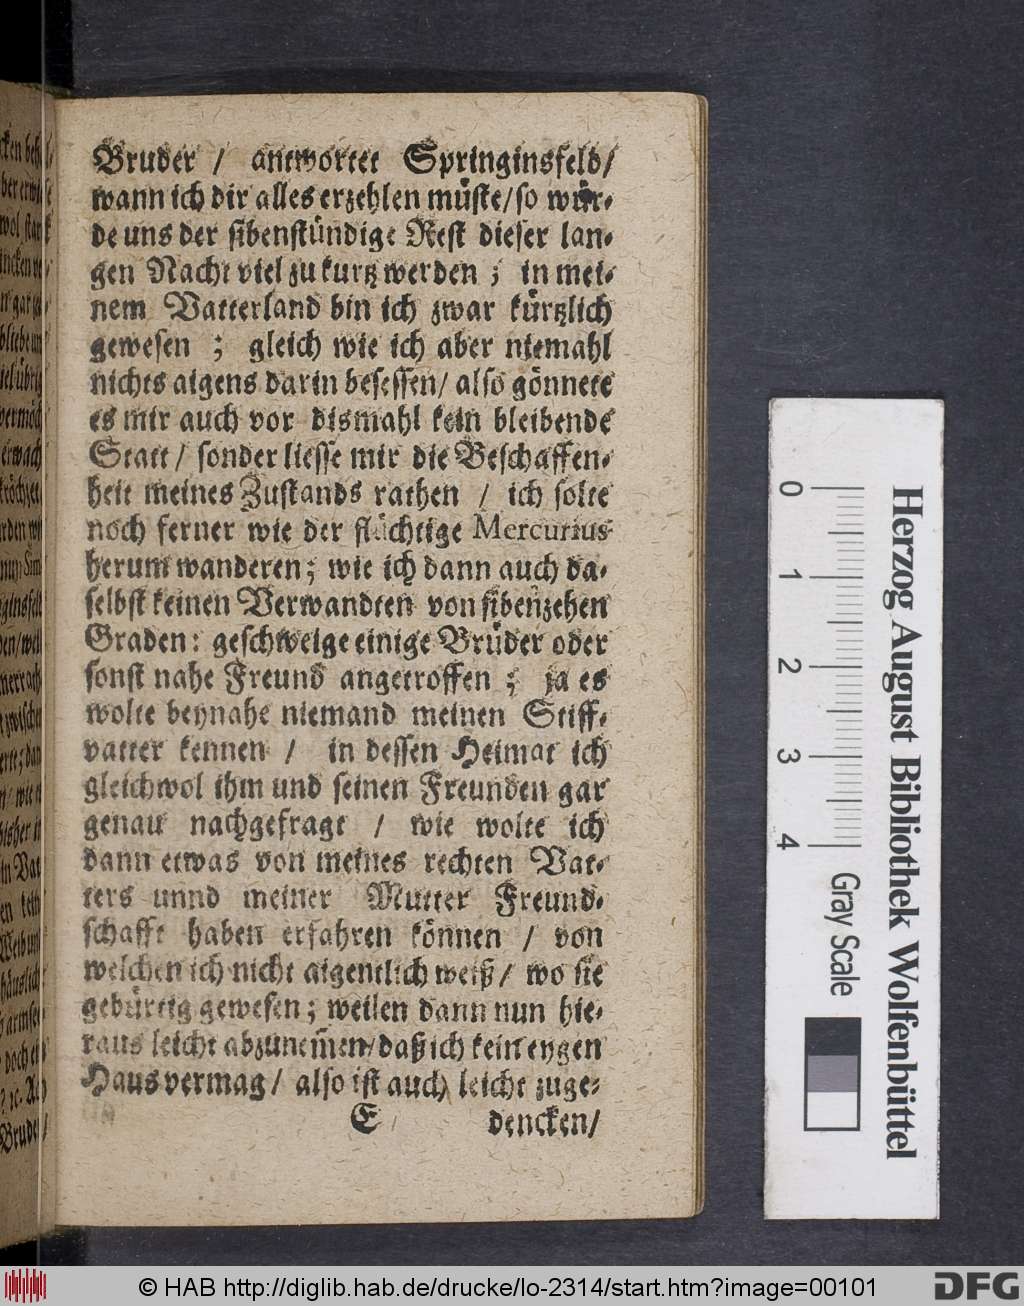 Bruder / antwortet Springinsfeld/
wann ich dir alles erzehlen müste/so wür-
de uns der sibenstündige Rest dieser lan-
gen Nacht viel zu kurtz werden ; in mei-
nem Vatterland bin ich zwar kürtzlich
gewesen ; gleich wie ich aber niemahl
nichts aigens darin besessen/ also gönnete
es mir auch vor dismahl kein bleibende
Statt/ sonder liesse mir die Beschaffen-
heit meines Zustands rathen / ich solte
noch ferner wie der flüchtige Mercurius
herum wanderen; wie ich dann auch da-
selbst keinen Verwandten von sibenzehen
Graden: geschweige einige Brüder oder
sonst nahe Freund angetroffen ; ja es
wolte beynahe niemand meinen Stiff-
vatter kennen / in dessen Heimat ich
gleichwol ihm und seinen Freunden gar
genau nachgefragt / wie wolte ich
dann etwas von meines rechten Vat-
ters unnd meiner Mutter Freund-
schafft haben erfahren können / von
welchen ich nicht aigentlich weiß/ wo sie
gebürtig gewesen; weilen dann nun hie-
raus leicht abzunem̃en/daß ich kein eygen
Haus vermag/ also ist auch leicht zuge-
E
dencken/
0 1 2 3 4
Gray Scale
Herzog August Bibliothek Wolfenbüttel
© HAB http://diglib.hab.de/drucke/lo-2314/start.htm?image=00101
DFG